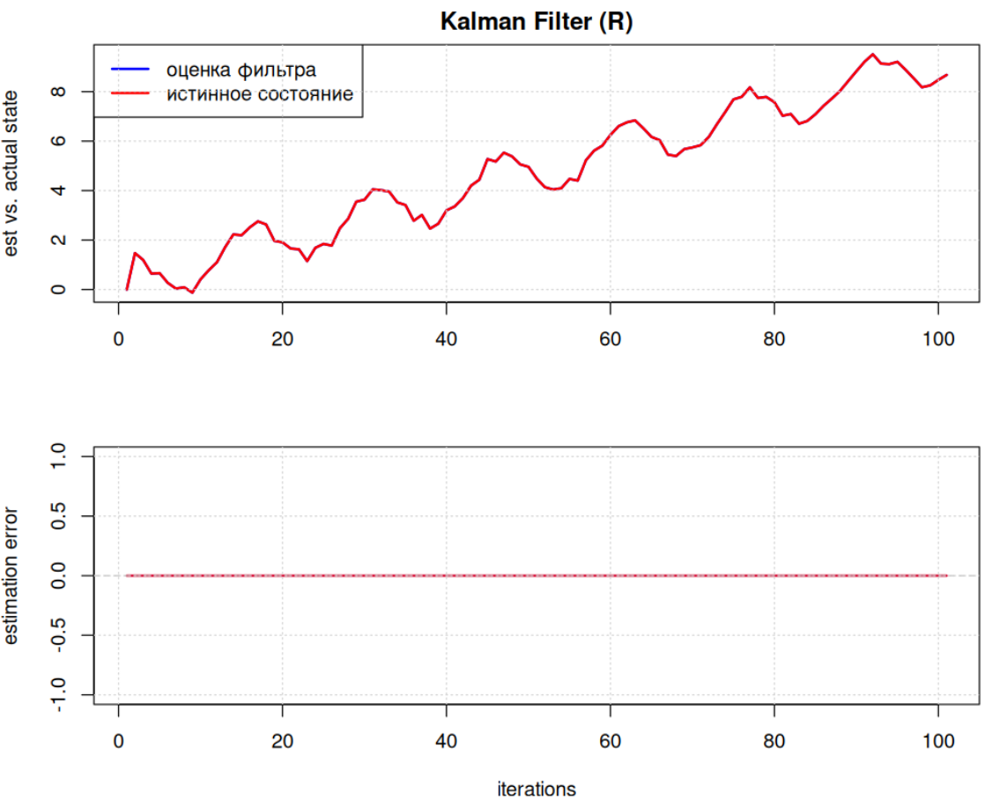 Kalman Filter (R)
оценка фильтра
истинное состояние
est vs. actual state
8
6
4
2
0
0 20 40 60 80 100
estimation error
1.0
0.5
0.0
-0.5
-1.0
0 20 40 60 80 100
iterations